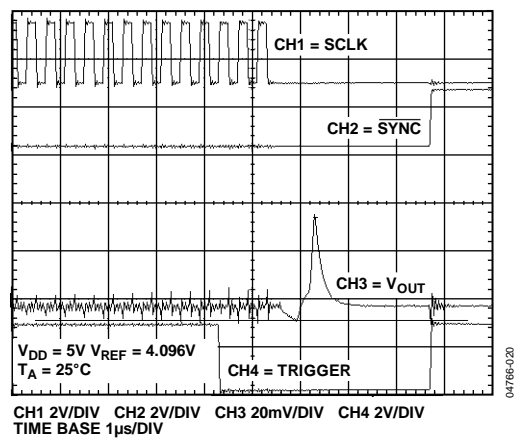 CH1 = SCLK
CH2 = SYNC
CH3 = VOUT
VDD = 5V VREF = 4.096V
TA = 25°C
CH4 = TRIGGER
CH1 2V/DIV CH2 2V/DIV CH3 20mV/DIV CH4 2V/DIV
TIME BASE 1µs/DIV
04766-020